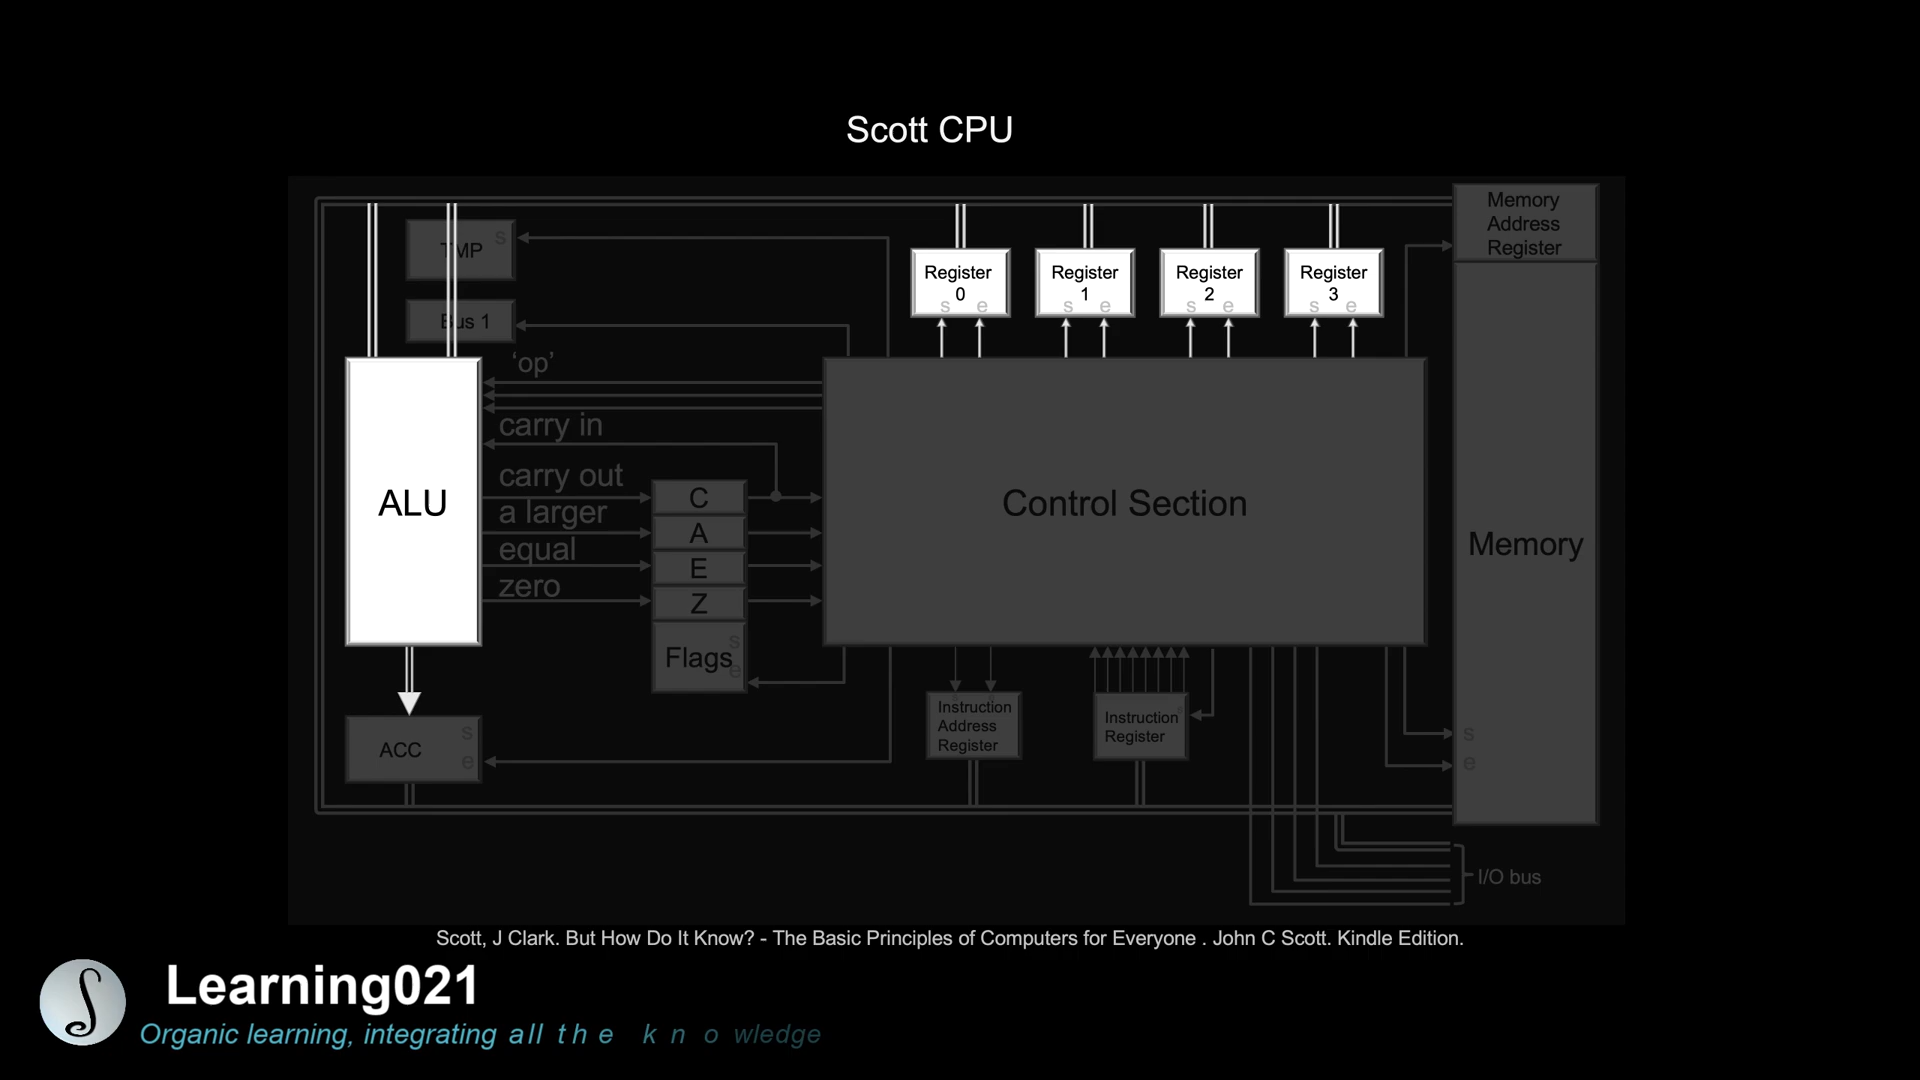 Scott CPU
Memory
Address
Register
TMP
s
Bus 1
Register
0
s e
Register
1
s e
Register
2
s e
Register
3
s e
‘op’
carry in
carry out
a larger
equal
zero
ALU
C
A
E
Z
Flags
s
e
Control Section
Memory
s
e
ACC
s
e
Instruction
Address
Register
Instruction
Register
I/O bus
Scott, J Clark. But How Do It Know? - The Basic Principles of Computers for Everyone . John C Scott. Kindle Edition.
Learning021
Organic learning, integrating all the knowledge